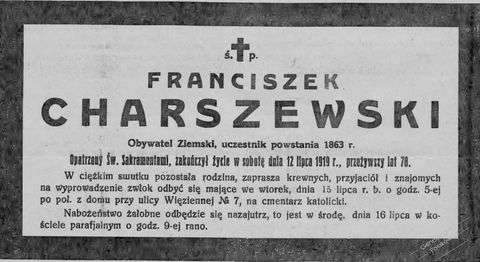 ś. † p.
FRANCISZEK
CHARSZEWSKI
Obywatel Ziemski, uczestnik powstania 1863 r.
Opatrzony Św. Sakramentami, zakończył życie w sobotę dnia 12 lipca 1919 r., przeżywszy lat 78.
W ciężkim smutku pozostała rodzina, zaprasza krewnych, przyjaciół i znajomych
na wyprowadzenie zwłok odbyć się mające we wtorek, dnia 15 lipca r. b. o godz. 5-ej
po poł. z domu przy ulicy Więziennej № 7, na cmentarz katolicki.
Nabożeństwo żałobne odbędzie się nazajutrz, to jest w środę, dnia 16 lipca w ko-
ściele parafjalnym o godz. 9-ej rano.